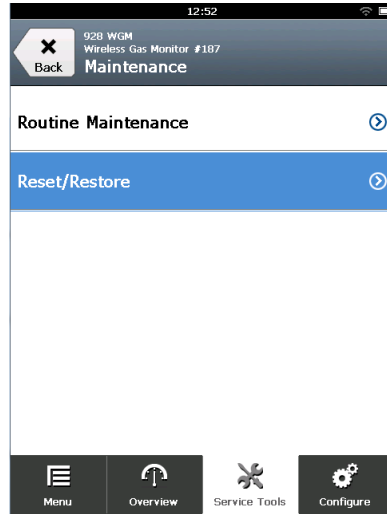 12:52
928 WGM
Wireless Gas Monitor #187
Back
Maintenance
Routine Maintenance
Reset/Restore
Menu
Overview
Service Tools
Configure